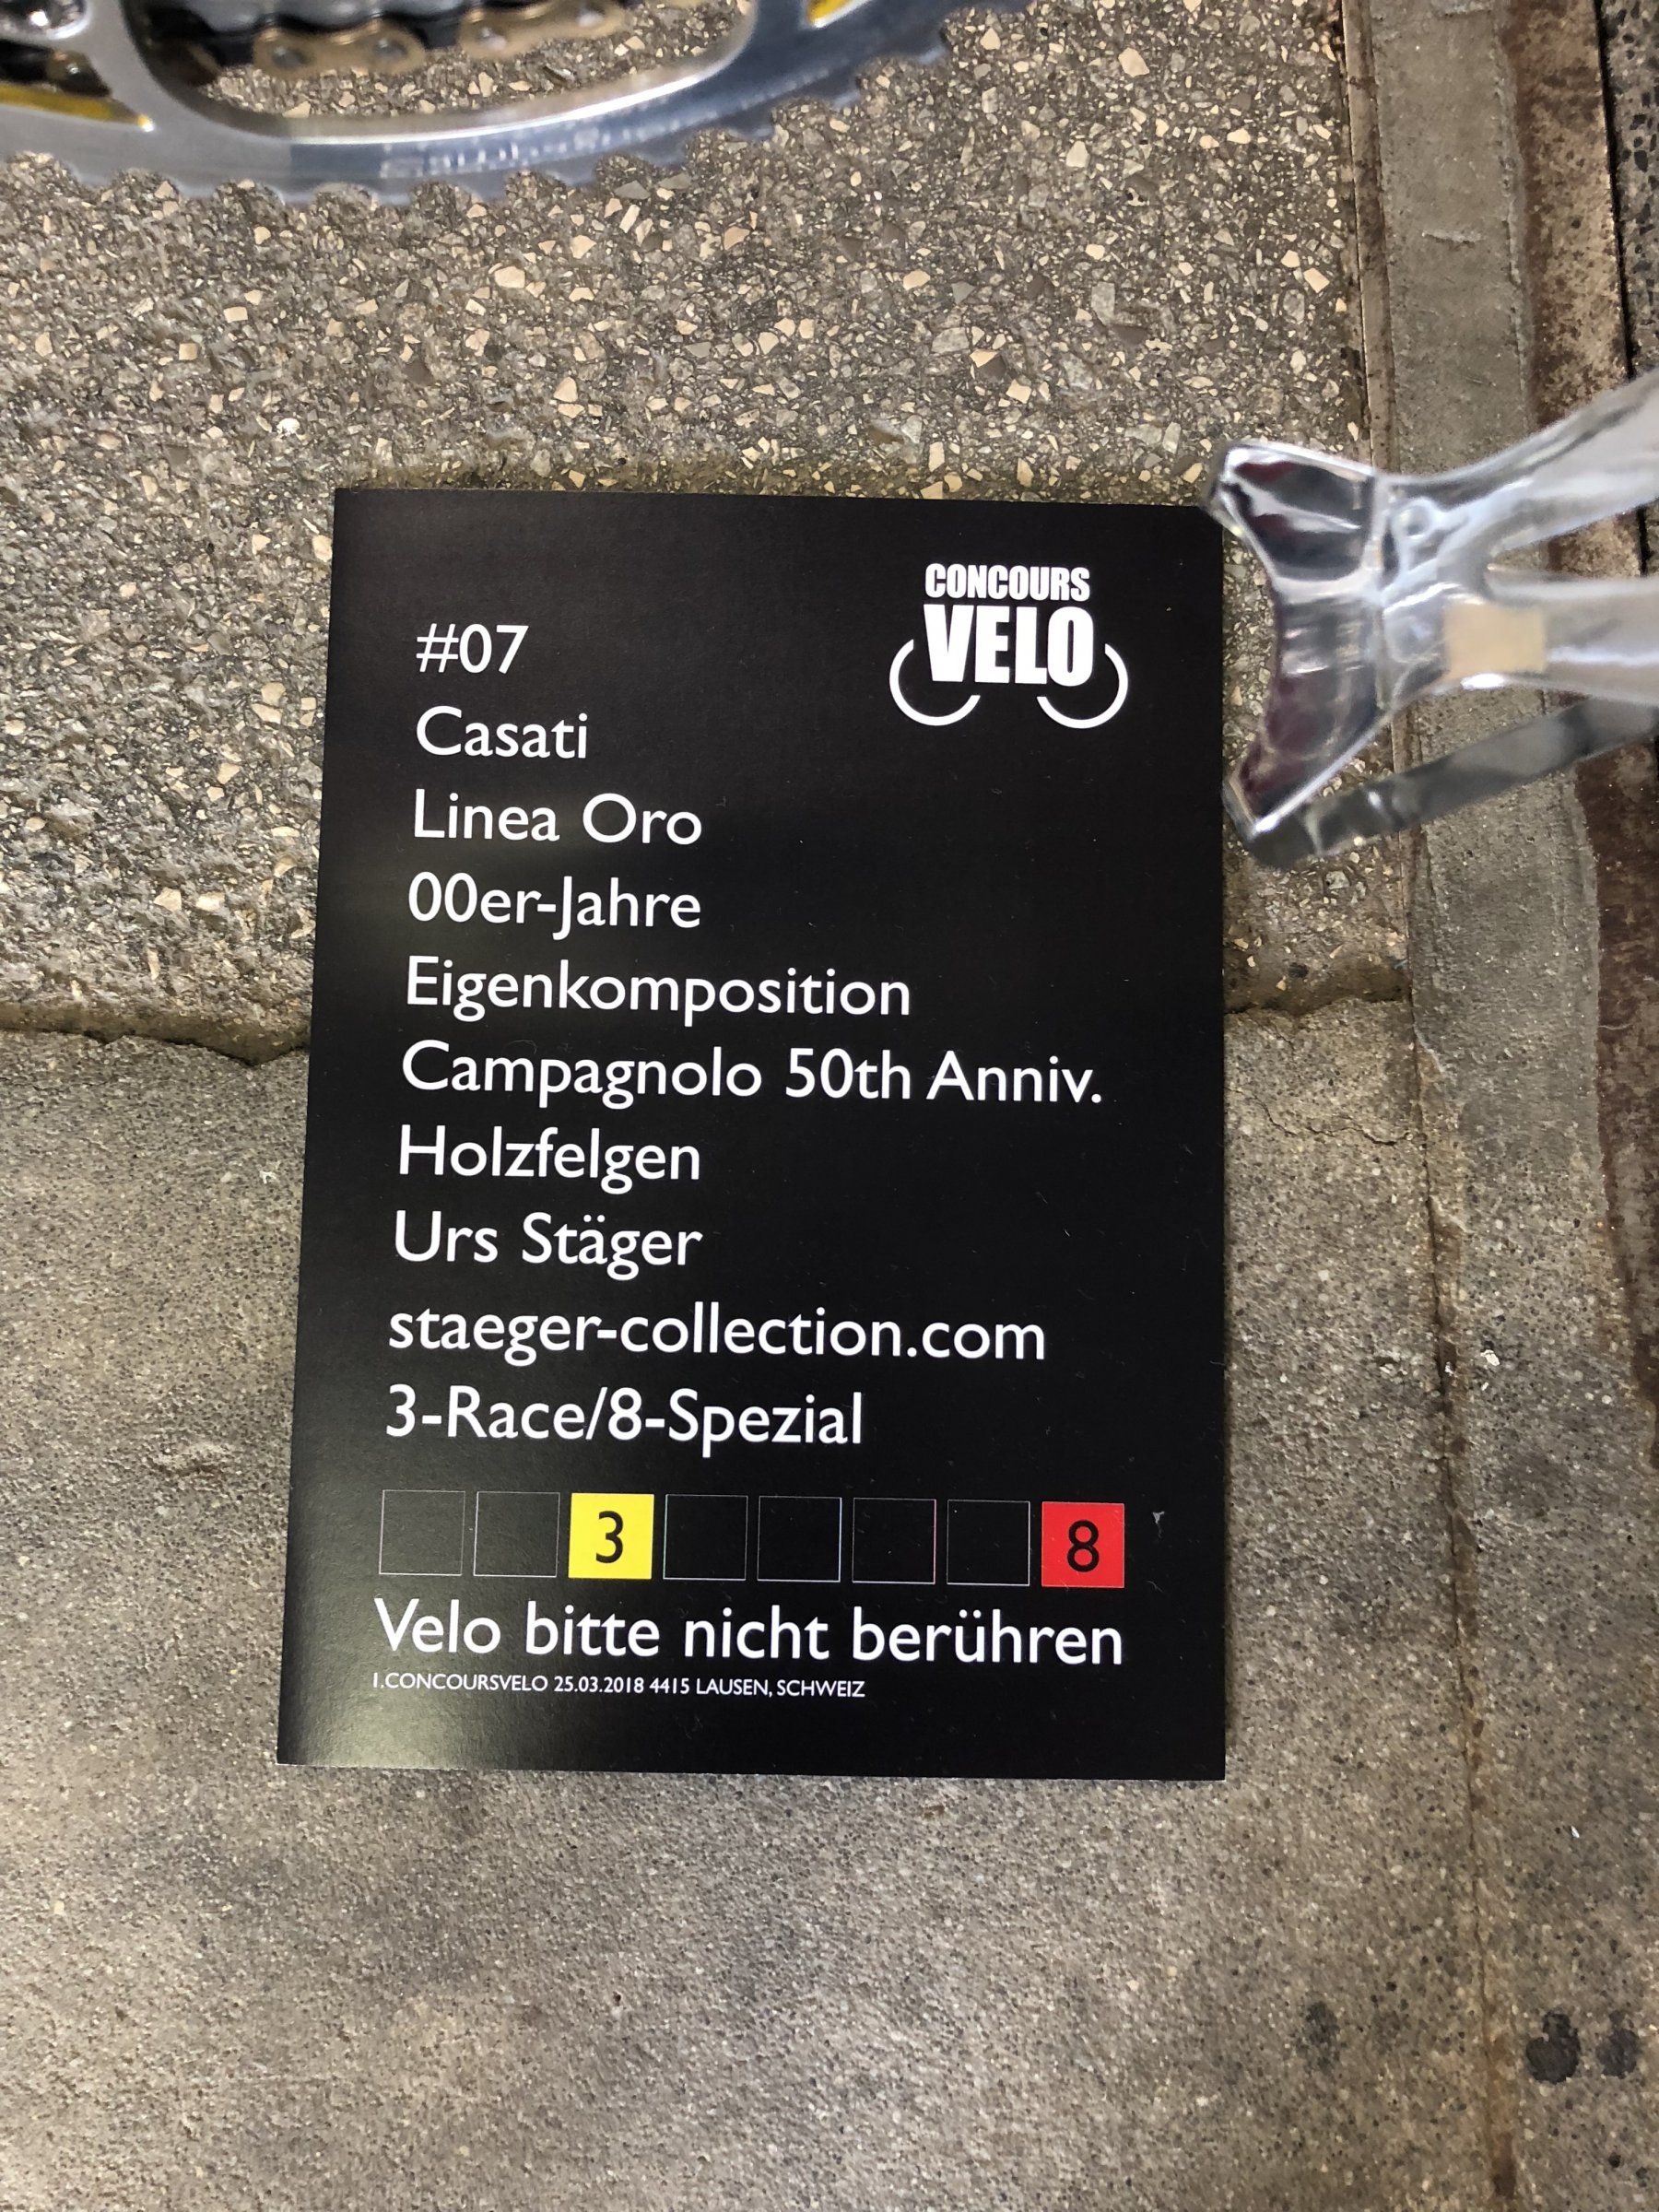 CONCOURS
VELO
#07
Casati
Linea Oro
00er-Jahre
Eigenkomposition
Campagnolo 50th Anniv.
Holzfelgen
Urs Stäger
staeger-collection.com
3-Race/8-Spezial
3 8
Velo bitte nicht berühren
1.CONCOURSVELO 25.03.2018 4415 LAUSEN, SCHWEIZ